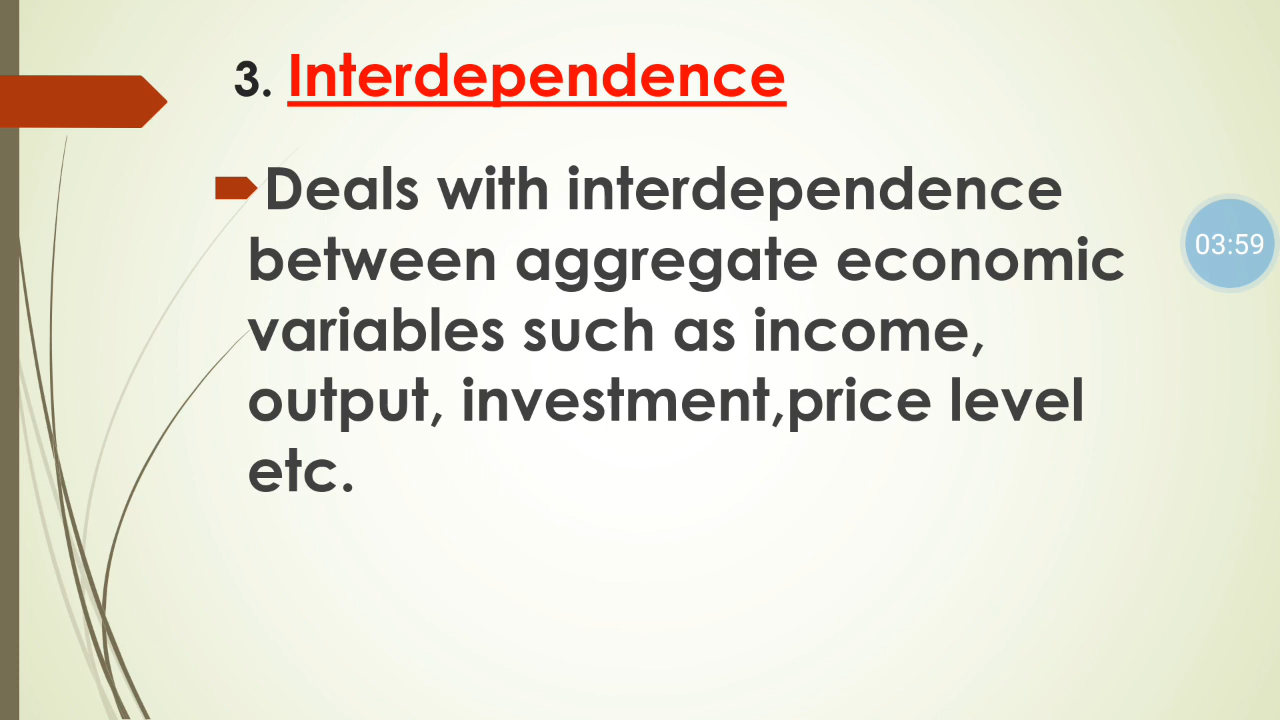 3. Interdependence
Deals with interdependence
between aggregate economic
variables such as income,
output, investment,price level
etc.
03:59